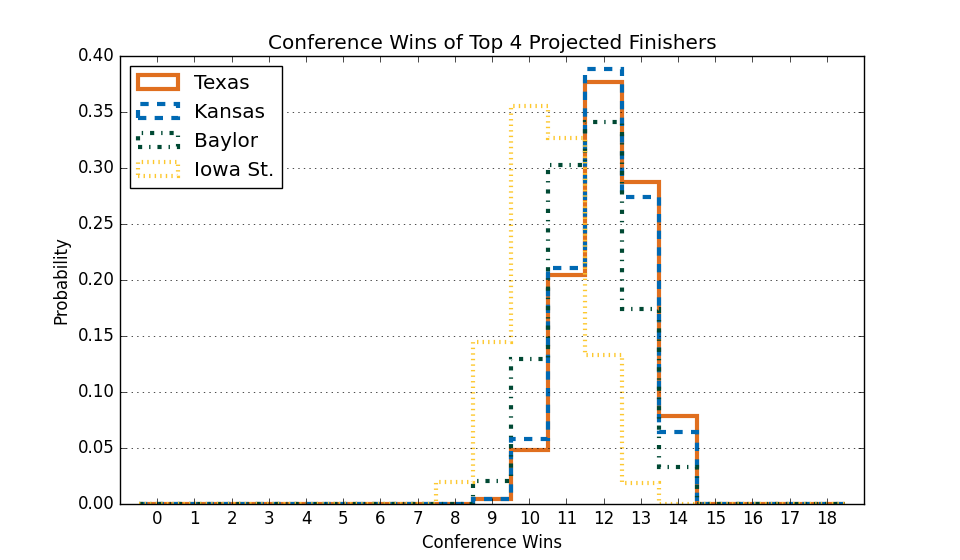 Conference Wins of Top 4 Projected Finishers
0.40
0.35
0.30
0.25
0.20
0.15
0.10
0.05
0.00
Probability
Texas
Kansas
Baylor
Iowa St.
0 1 2 3 4 5 6 7 8 9 10 11 12 13 14 15 16 17 18
Conference Wins